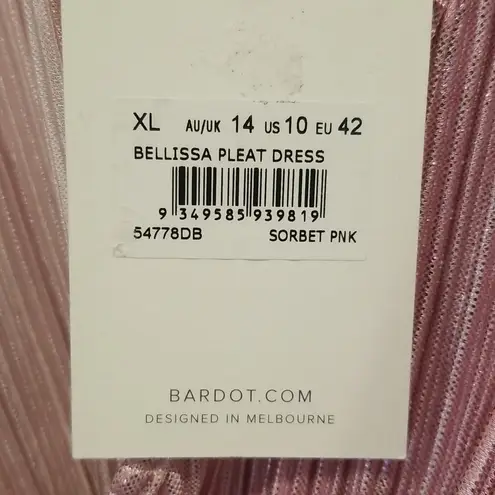 XL AU/UK 14 US 10 EU 42
BELLISSA PLEAT DRESS
9 349585 939819
54778DB SORBET PNK
BARDOT.COM
DESIGNED IN MELBOURNE